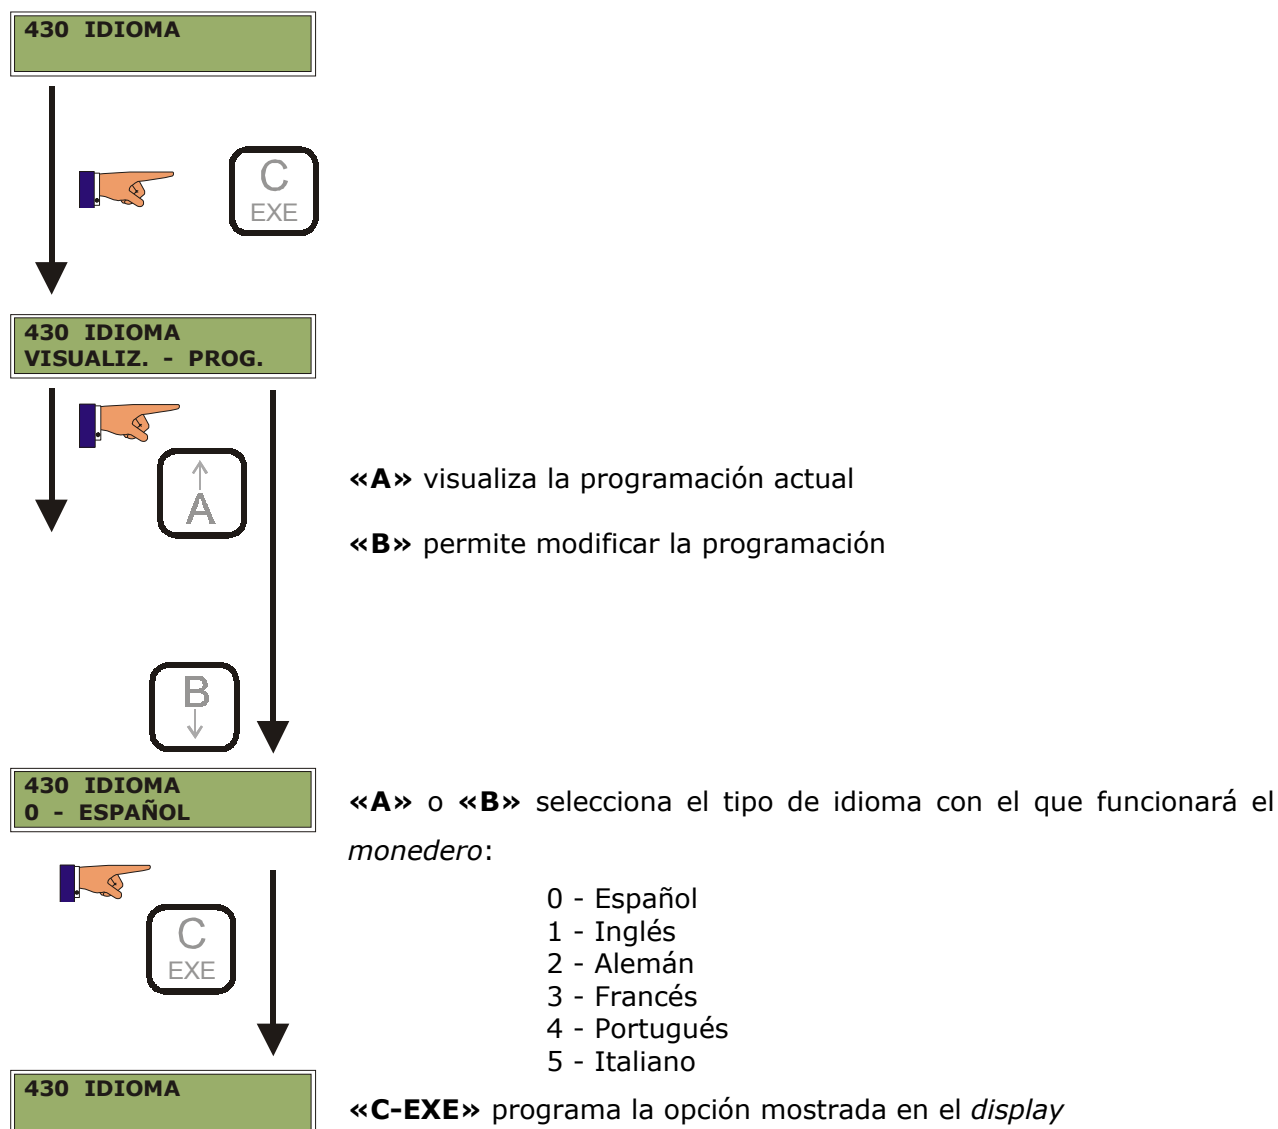 430 IDIOMA
C
EXE
430 IDIOMA
VISUALIZ. - PROG.
A
«A» visualiza la programación actual
«B» permite modificar la programación
B
430 IDIOMA
0 - ESPAÑOL
«A» o «B» selecciona el tipo de idioma con el que funcionará el
monedero:
C
EXE
0 - Español
1 - Inglés
2 - Alemán
3 - Francés
4 - Portugués
5 - Italiano
430 IDIOMA
«C-EXE» programa la opción mostrada en el display